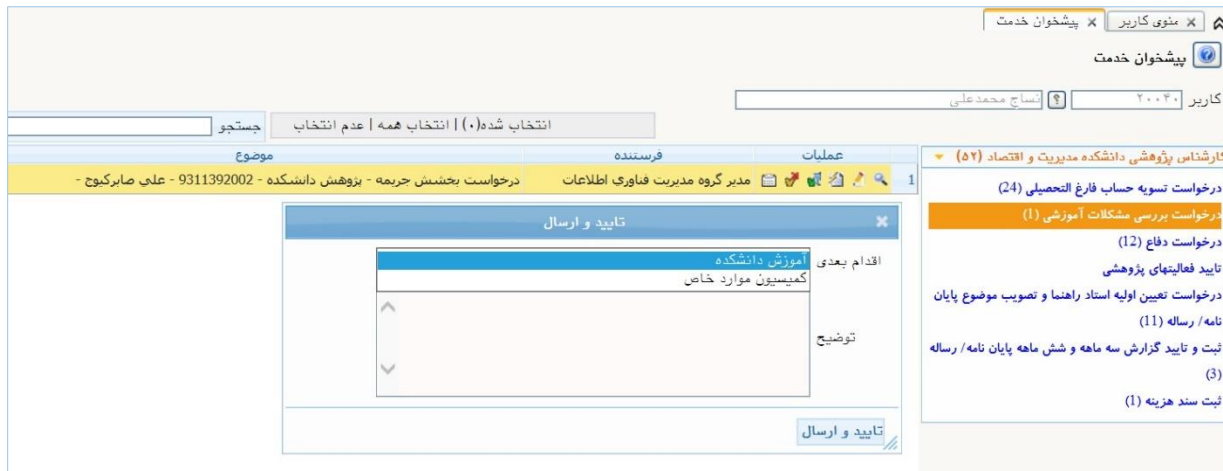 منوی کاربر
پیشخوان خدمت
پیشخوان خدمت
کاربر ۲۰۰۴۰ نساج محمدعلی
انتخاب شده(۰) | انتخاب همه | عدم انتخاب
جستجو
کارشناس پژوهشی دانشکده مدیریت و اقتصاد (۵۲)
درخواست تسویه حساب فارغ التحصیلی (24)
درخواست بررسی مشکلات آموزشی (1)
درخواست دفاع (12)
تایید فعالیتهای پژوهشی
درخواست تعیین اولیه استاد راهنما و تصویب موضوع پایان
نامه/ رساله (11)
ثبت و تایید گزارش سه ماهه و شش ماهه پایان نامه/ رساله
(3)
ثبت سند هزینه (1)
عملیات فرستنده موضوع
1 مدیر گروه مدیریت فناوري اطلاعات درخواست بخشش جریمه - پزوهش دانشکده - 9311392002 - علي صابرکیوج -
تایید و ارسال
اقدام بعدی
آموزش دانشکده
کمیسیون موارد خاص
توضیح
تایید و ارسال